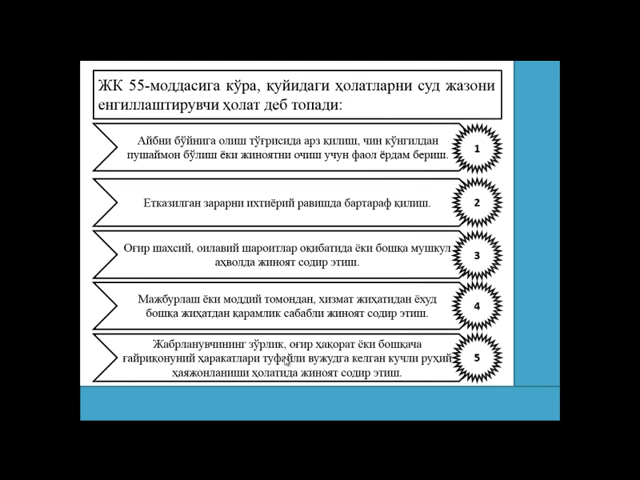 ЖК 55-моддасига кўра, қуйидаги ҳолатларни суд жазони
енгиллаштирувчи ҳолат деб топади:
Айбни бўйнига олиш тўғрисида арз қилиш, чин кўнгилдан
пушаймон бўлиш ёки жиноятни очиш учун фаол ёрдам бериш.
1
Етказилган зарарни ихтиёрий равишда бартараф қилиш.
2
Оғир шахсий, оилавий шароитлар оқибатида ёки бошқа мушкул
аҳволда жиноят содир этиш.
3
Мажбурлаш ёки моддий томондан, хизмат жиҳатидан ёхуд
бошқа жиҳатдан қарамлик сабабли жиноят содир этиш.
4
Жабрланувчининг зўрлик, оғир ҳақорат ёки бошқача
ғайриқонуний ҳаракатлари туфайли вужудга келган кучли руҳий
ҳаяжонланиши ҳолатида жиноят содир этиш.
5